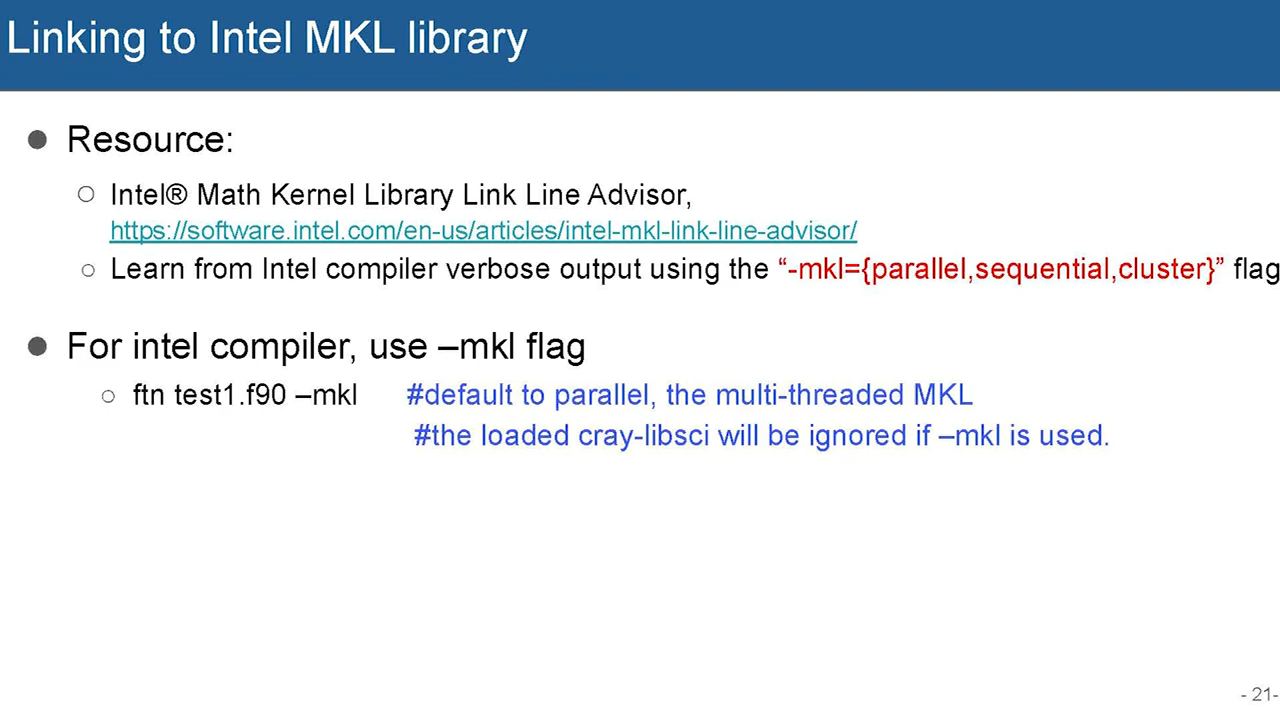 Linking to Intel MKL library
● Resource:
○ Intel® Math Kernel Library Link Line Advisor,
https://software.intel.com/en-us/articles/intel-mkl-link-line-advisor/
○ Learn from Intel compiler verbose output using the “-mkl={parallel,sequential,cluster}” flag
● For intel compiler, use –mkl flag
○ ftn test1.f90 –mkl #default to parallel, the multi-threaded MKL
#the loaded cray-libsci will be ignored if –mkl is used.
- 21-